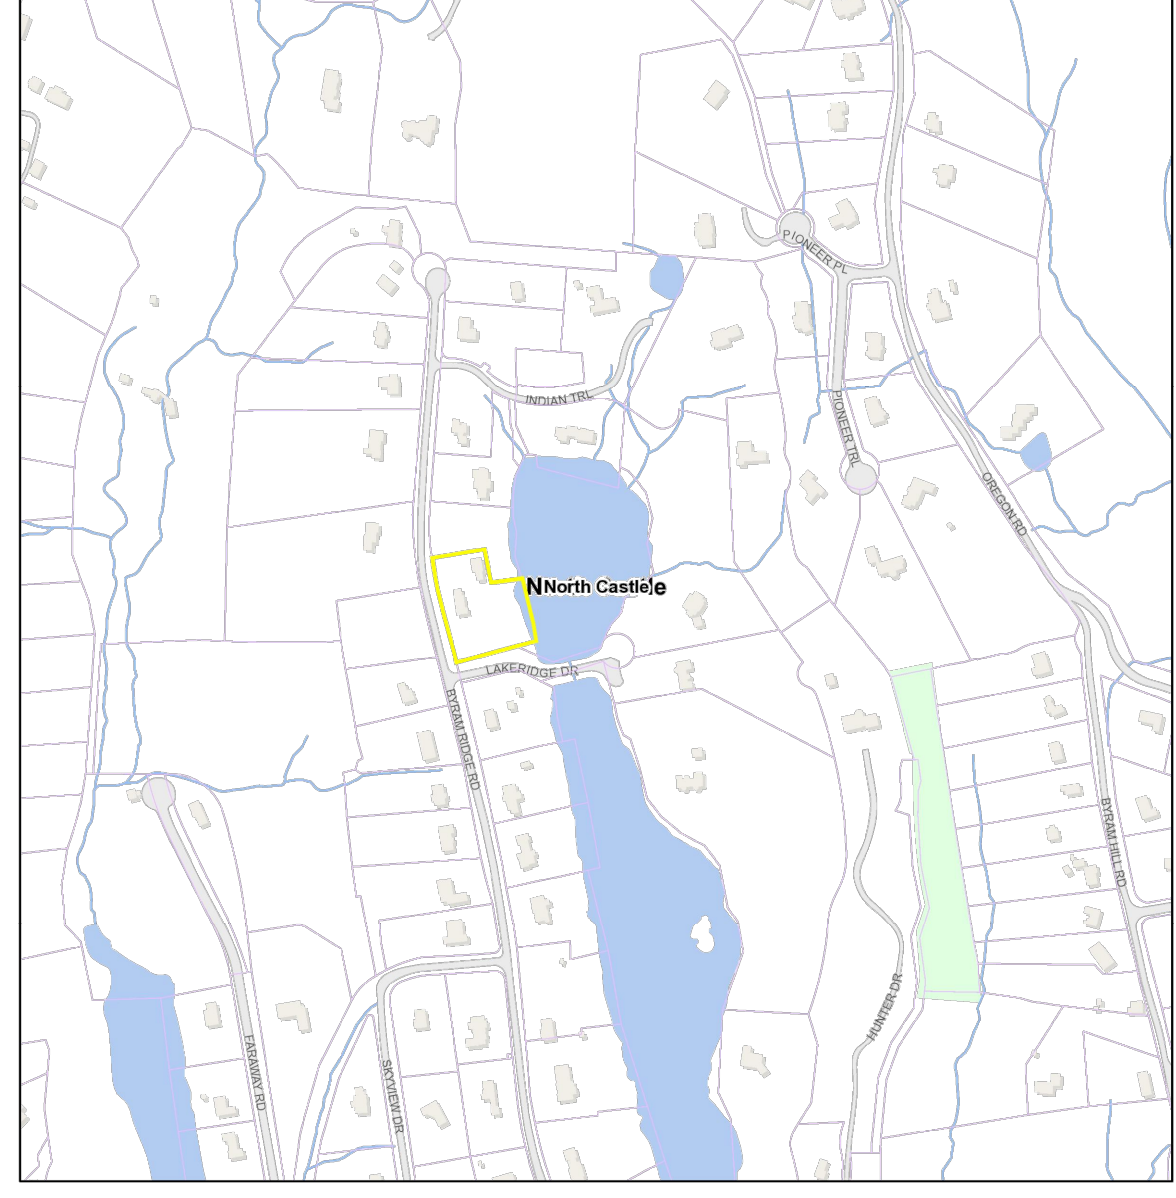 PIONEER PL
INDIAN TRL
PIONEER TRL
OREGON RD
North Castle
LAKERIDGE DR
BYRAM RIDGE RD
BYRAM HILL RD
HUNTER DR
FARAWAY RD
SKYVIEW DR